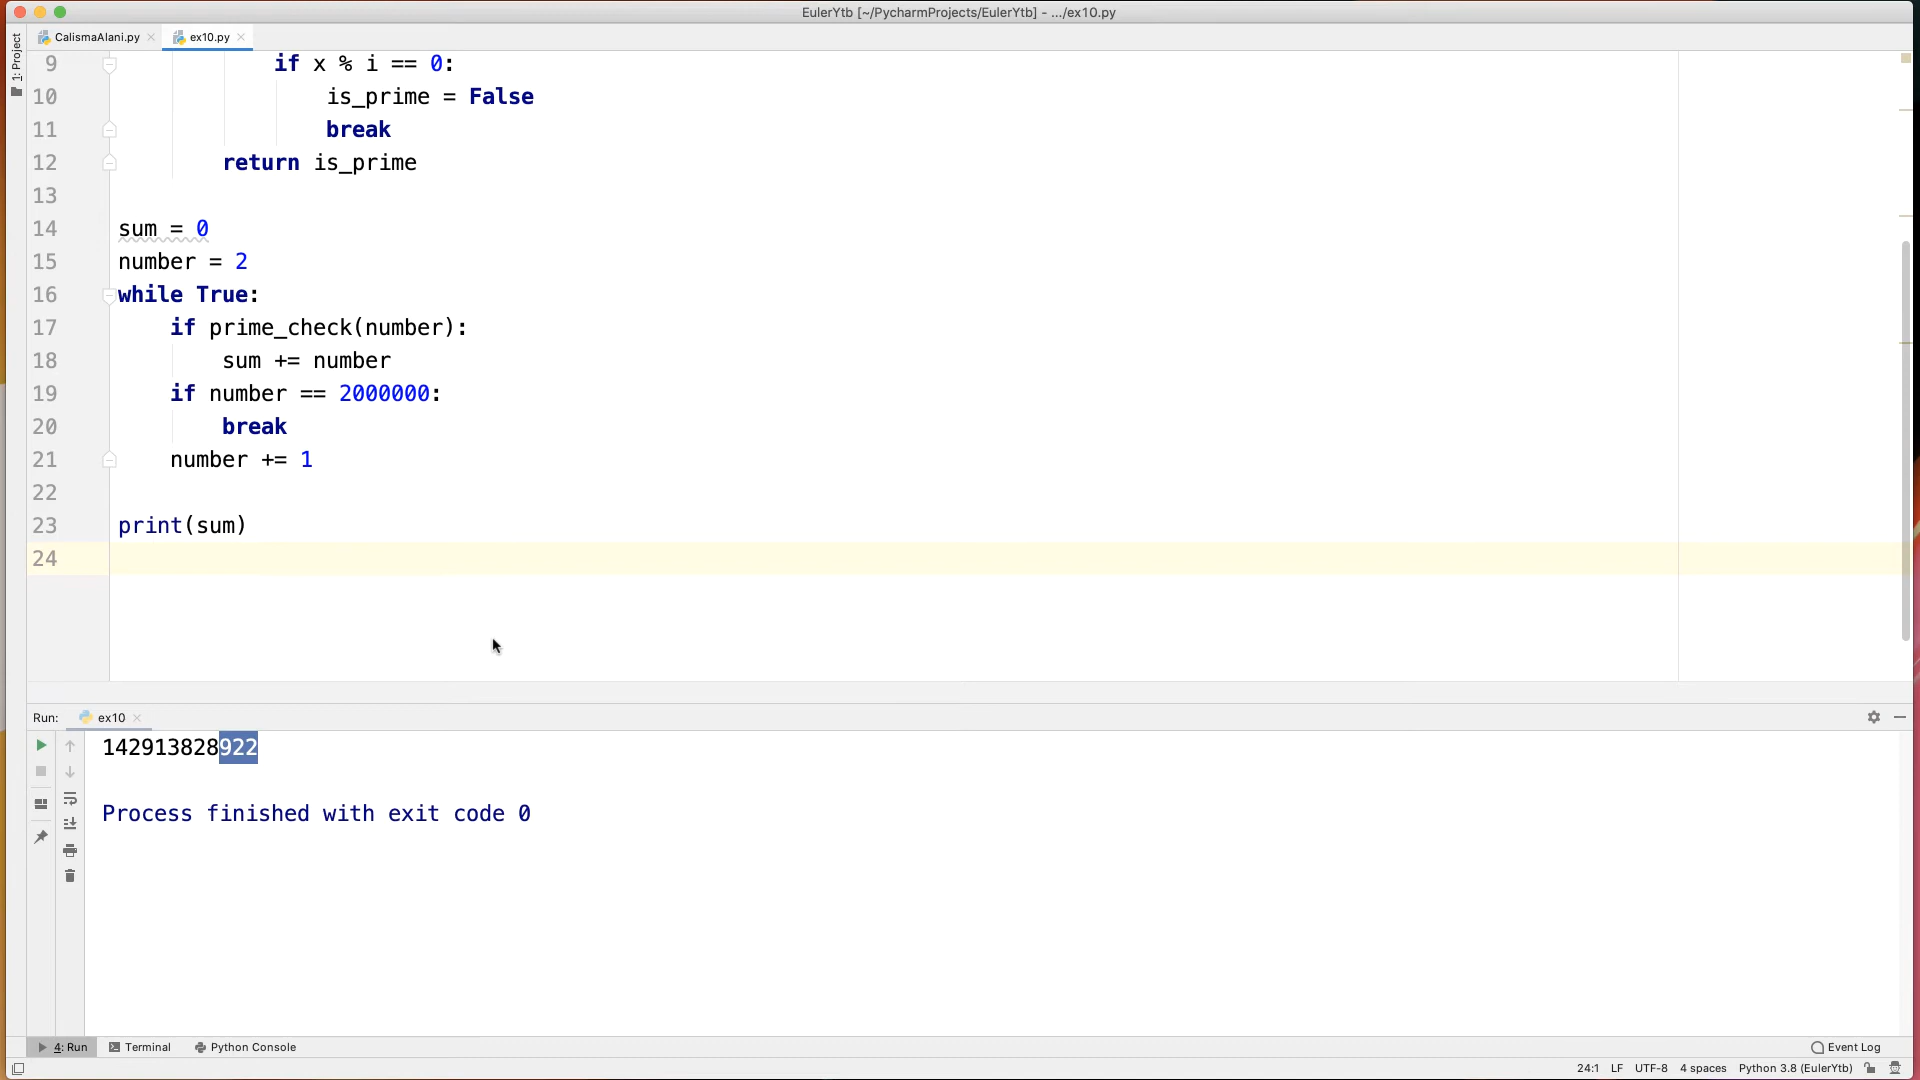 EulerYtb [~/PycharmProjects/EulerYtb] - .../ex10.py
1: Project
CalismaAlani.py
ex10.py
9 if x % i == 0:
10 is_prime = False
11 break
12 return is_prime
13
14 sum = 0
15 number = 2
16 while True:
17 if prime_check(number):
18 sum += number
19 if number == 2000000:
20 break
21 number += 1
22
23 print(sum)
24
Run: ex10
142913828922
Process finished with exit code 0
4: Run Terminal Python Console Event Log
24:1 LF UTF-8 4 spaces Python 3.8 (EulerYtb)